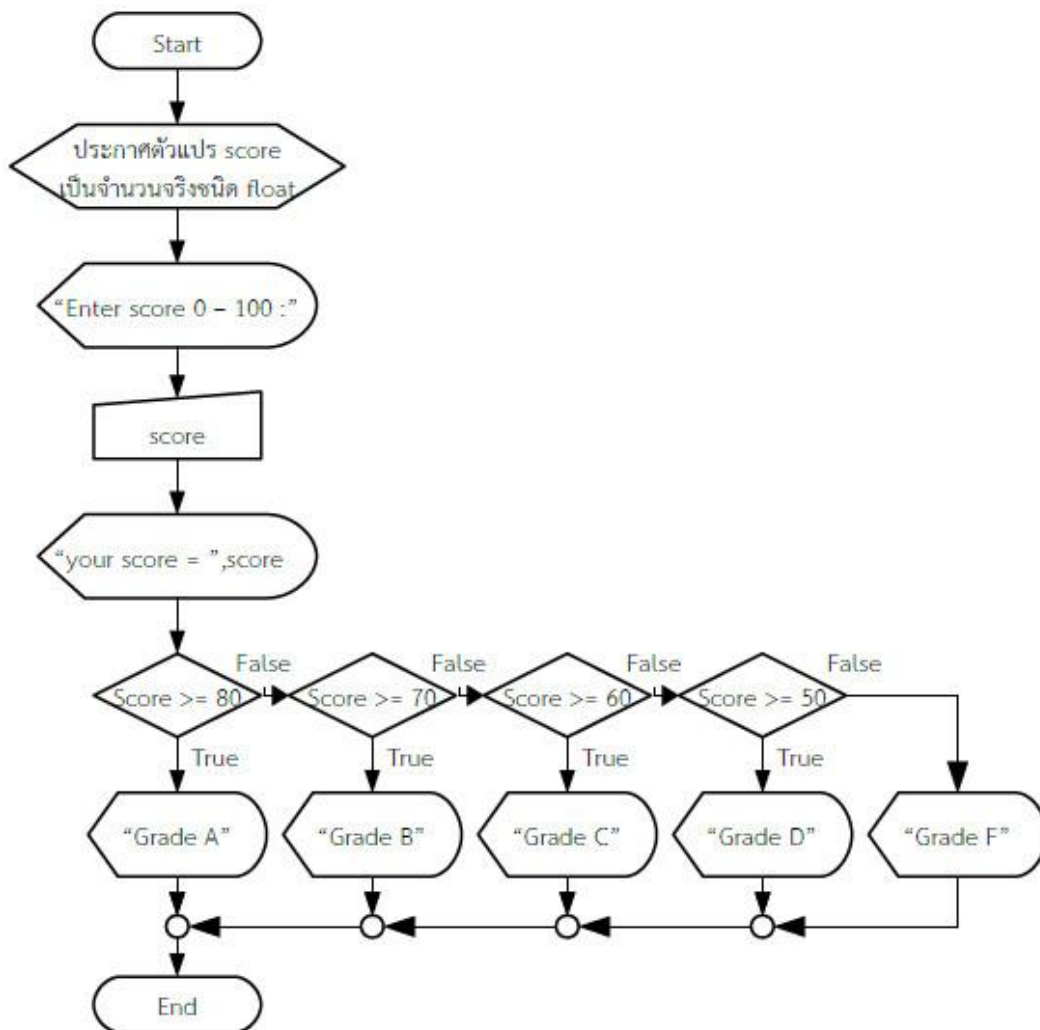 Start
ประกาศตัวแปร score
เป็นจำนวนจริงชนิด float
“Enter score 0 – 100 :”
score
“your score = ”,score
False
False
False
False
Score >= 80
Score >= 70
Score >= 60
Score >= 50
True
True
True
True
“Grade A”
“Grade B”
“Grade C”
“Grade D”
“Grade F”
End